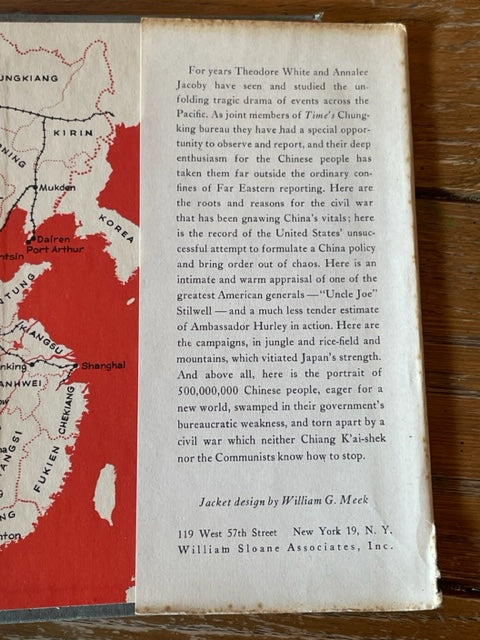 UNGKIANG
KIRIN
NING
Mukden
KOREA
Dairen
Port Arthur
ntsin
NTUNG
KIANGSU
nking
Shanghai
ANHWEI
CHEKIANG
ANGSI
FUKIEN
NG
nton
For years Theodore White and Annalee
Jacoby have seen and studied the un-
folding tragic drama of events across the
Pacific. As joint members of Time's Chung-
king bureau they have had a special oppor-
tunity to observe and report, and their deep
enthusiasm for the Chinese people has
taken them far outside the ordinary con-
fines of Far Eastern reporting. Here are
the roots and reasons for the civil war
that has been gnawing China's vitals; here
is the record of the United States' unsuc-
cessful attempt to formulate a China policy
and bring order out of chaos. Here is an
intimate and warm appraisal of one of the
greatest American generals—"Uncle Joe"
Stilwell—and a much less tender estimate
of Ambassador Hurley in action. Here are
the campaigns, in jungle and rice-field and
mountains, which vitiated Japan's strength.
And above all, here is the portrait of
500,000,000 Chinese people, eager for a
new world, swamped in their government's
bureaucratic weakness, and torn apart by a
civil war which neither Chiang K'ai-shek
nor the Communists know how to stop.
Jacket design by William G. Meek
119 West 57th Street New York 19, N. Y.
William Sloane Associates, Inc.